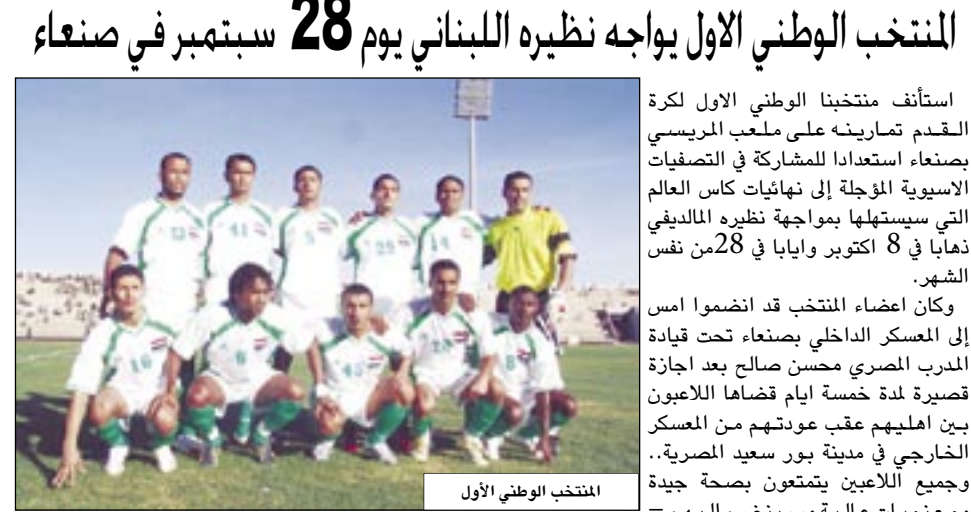 المنتخب الوطني الاول يواجه نظيره اللبناني يوم 28 سبتمبر في صنعاء
استأنف منتخبنا الوطني الاول لكرة
القدم تمارينه على ملعب المريسي
بصنعاء استعدادا للمشاركة في التصفيات
الاسيوية المؤجلة إلى نهائيات كاس العالم
التي سيستهلها بمواجهة نظيره المالديفي
ذهابا في 8 اكتوبر وايابا في 28من نفس
الشهر.
وكان اعضاء المنتخب قد انضموا امس
إلى المعسكر الداخلي بصنعاء تحت قيادة
المدرب المصري محسن صالح بعد اجازة
قصيرة لمدة خمسة ايام قضاها اللاعبون
بين اهليهم عقب عودتهم من المعسكر
الخارجي في مدينة بور سعيد المصرية..
وجميع اللاعبين يتمتعون بصحة جيدة
المنتخب الوطني الأول